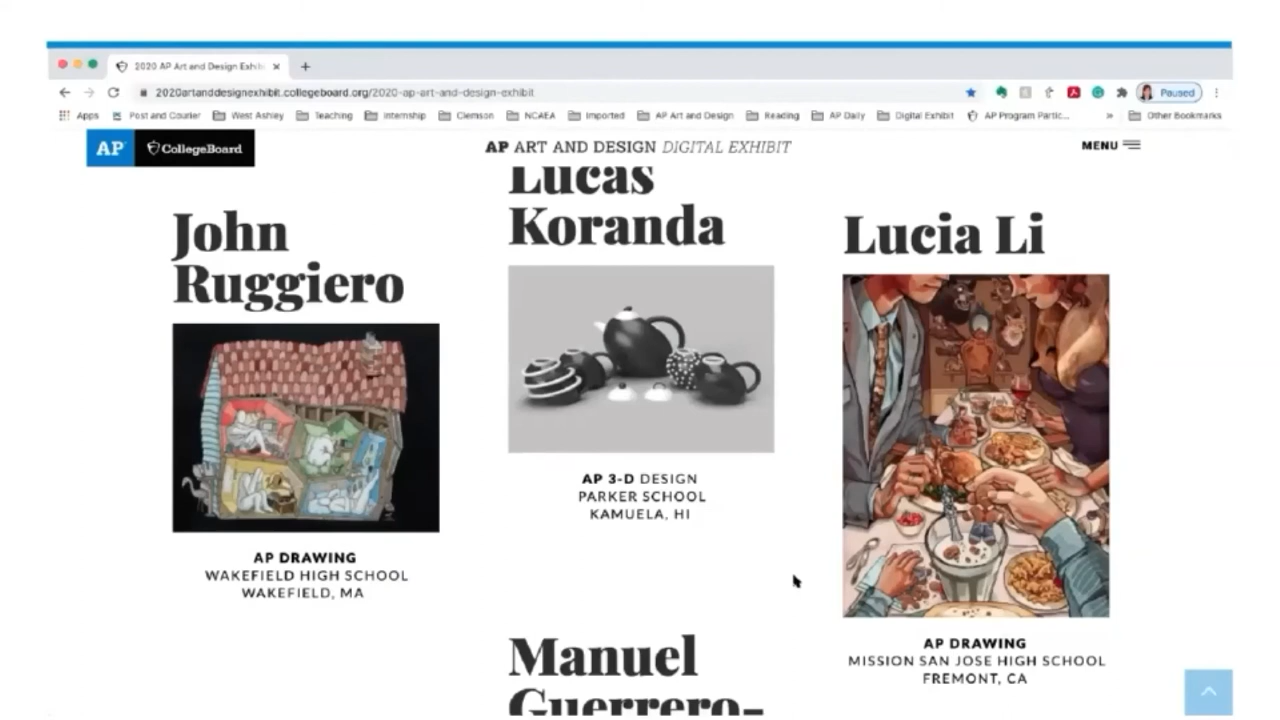 2020 AP Art and Design Exhibi
2020artanddesignexhibit.collegeboard.org/2020-ap-art-and-design-exhibit
Paused
Apps Post and Courier West Ashley Teaching Internship Clemson NCAEA Imported AP Art and Design Reading AP Daily Digital Exhibit AP Program Partic... » Other Bookmarks
AP CollegeBoard
AP ART AND DESIGN DIGITAL EXHIBIT
MENU
John
Ruggiero
AP DRAWING
WAKEFIELD HIGH SCHOOL
WAKEFIELD, MA
Lucas
Koranda
AP 3-D DESIGN
PARKER SCHOOL
KAMUELA, HI
Lucia Li
AP DRAWING
MISSION SAN JOSE HIGH SCHOOL
FREMONT, CA
Manuel
Guerrero-